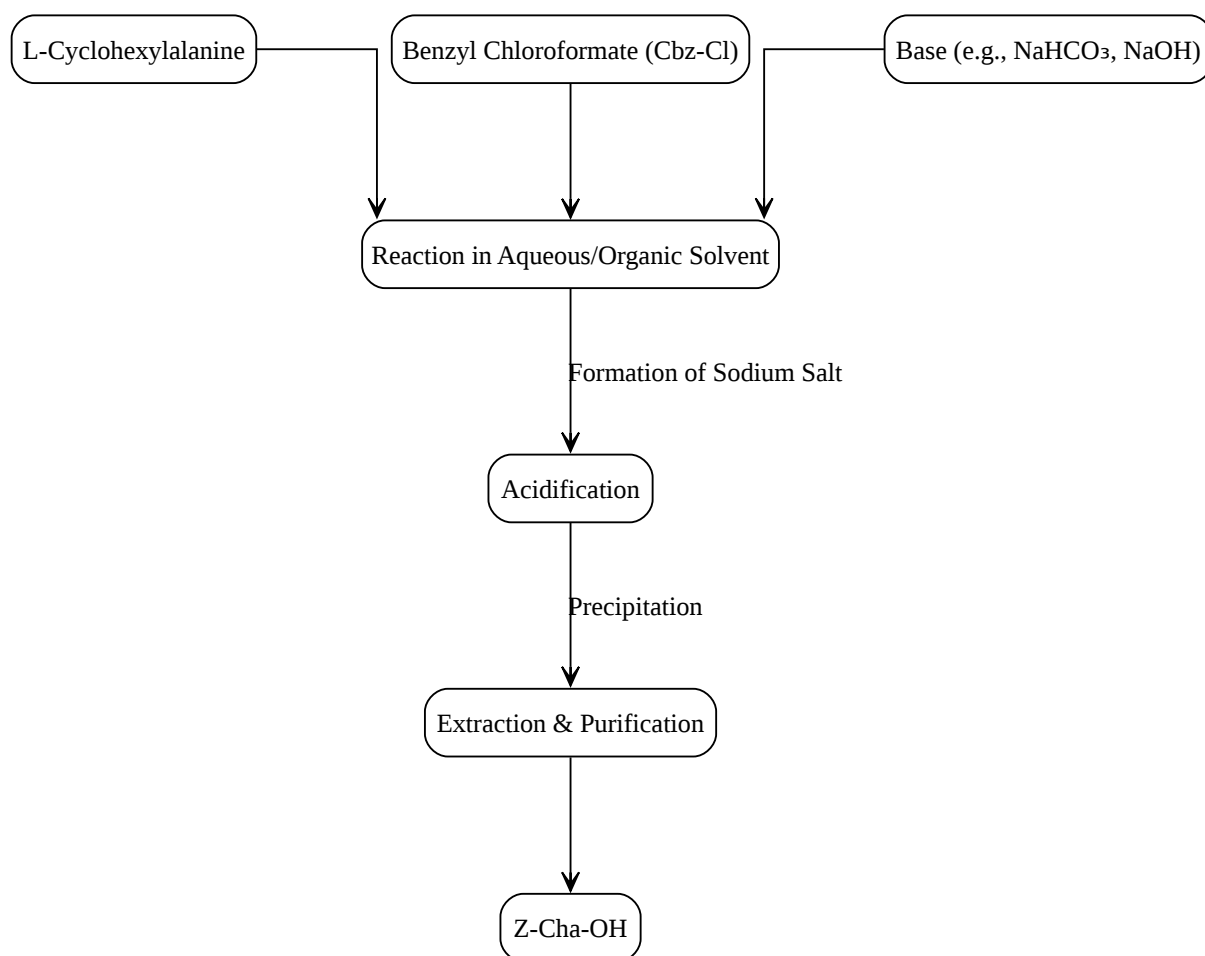 L-Cyclohexylalanine
Benzyl Chloroformate (Cbz-Cl)
Base (e.g., NaHCO₃, NaOH)
Reaction in Aqueous/Organic Solvent
Formation of Sodium Salt
Acidification
Precipitation
Extraction & Purification
Z-Cha-OH